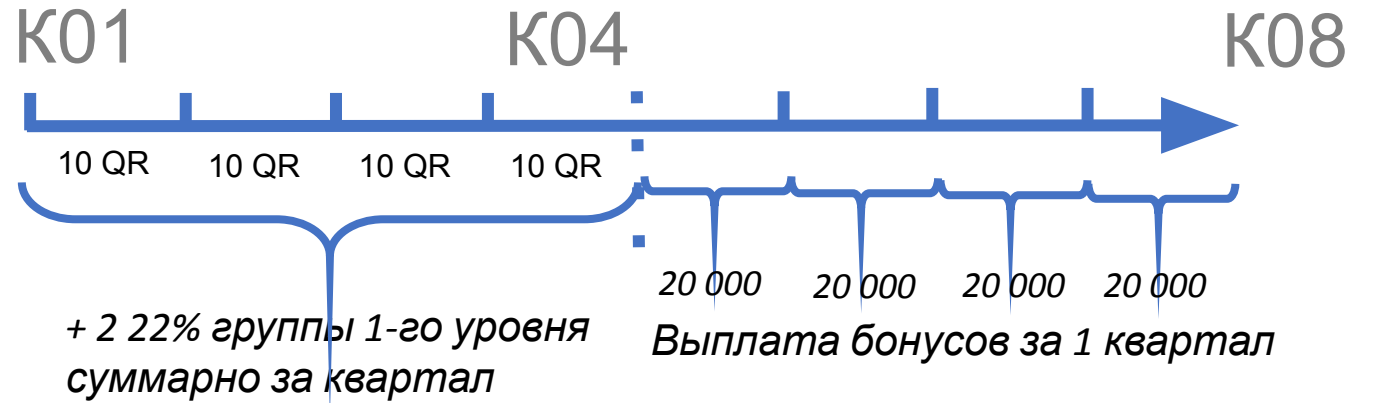 К01 К04 К08
10 QR 10 QR 10 QR 10 QR
20 000 20 000 20 000 20 000
+ 2 22% группы 1-го уровня
суммарно за квартал
Выплата бонусов за 1 квартал